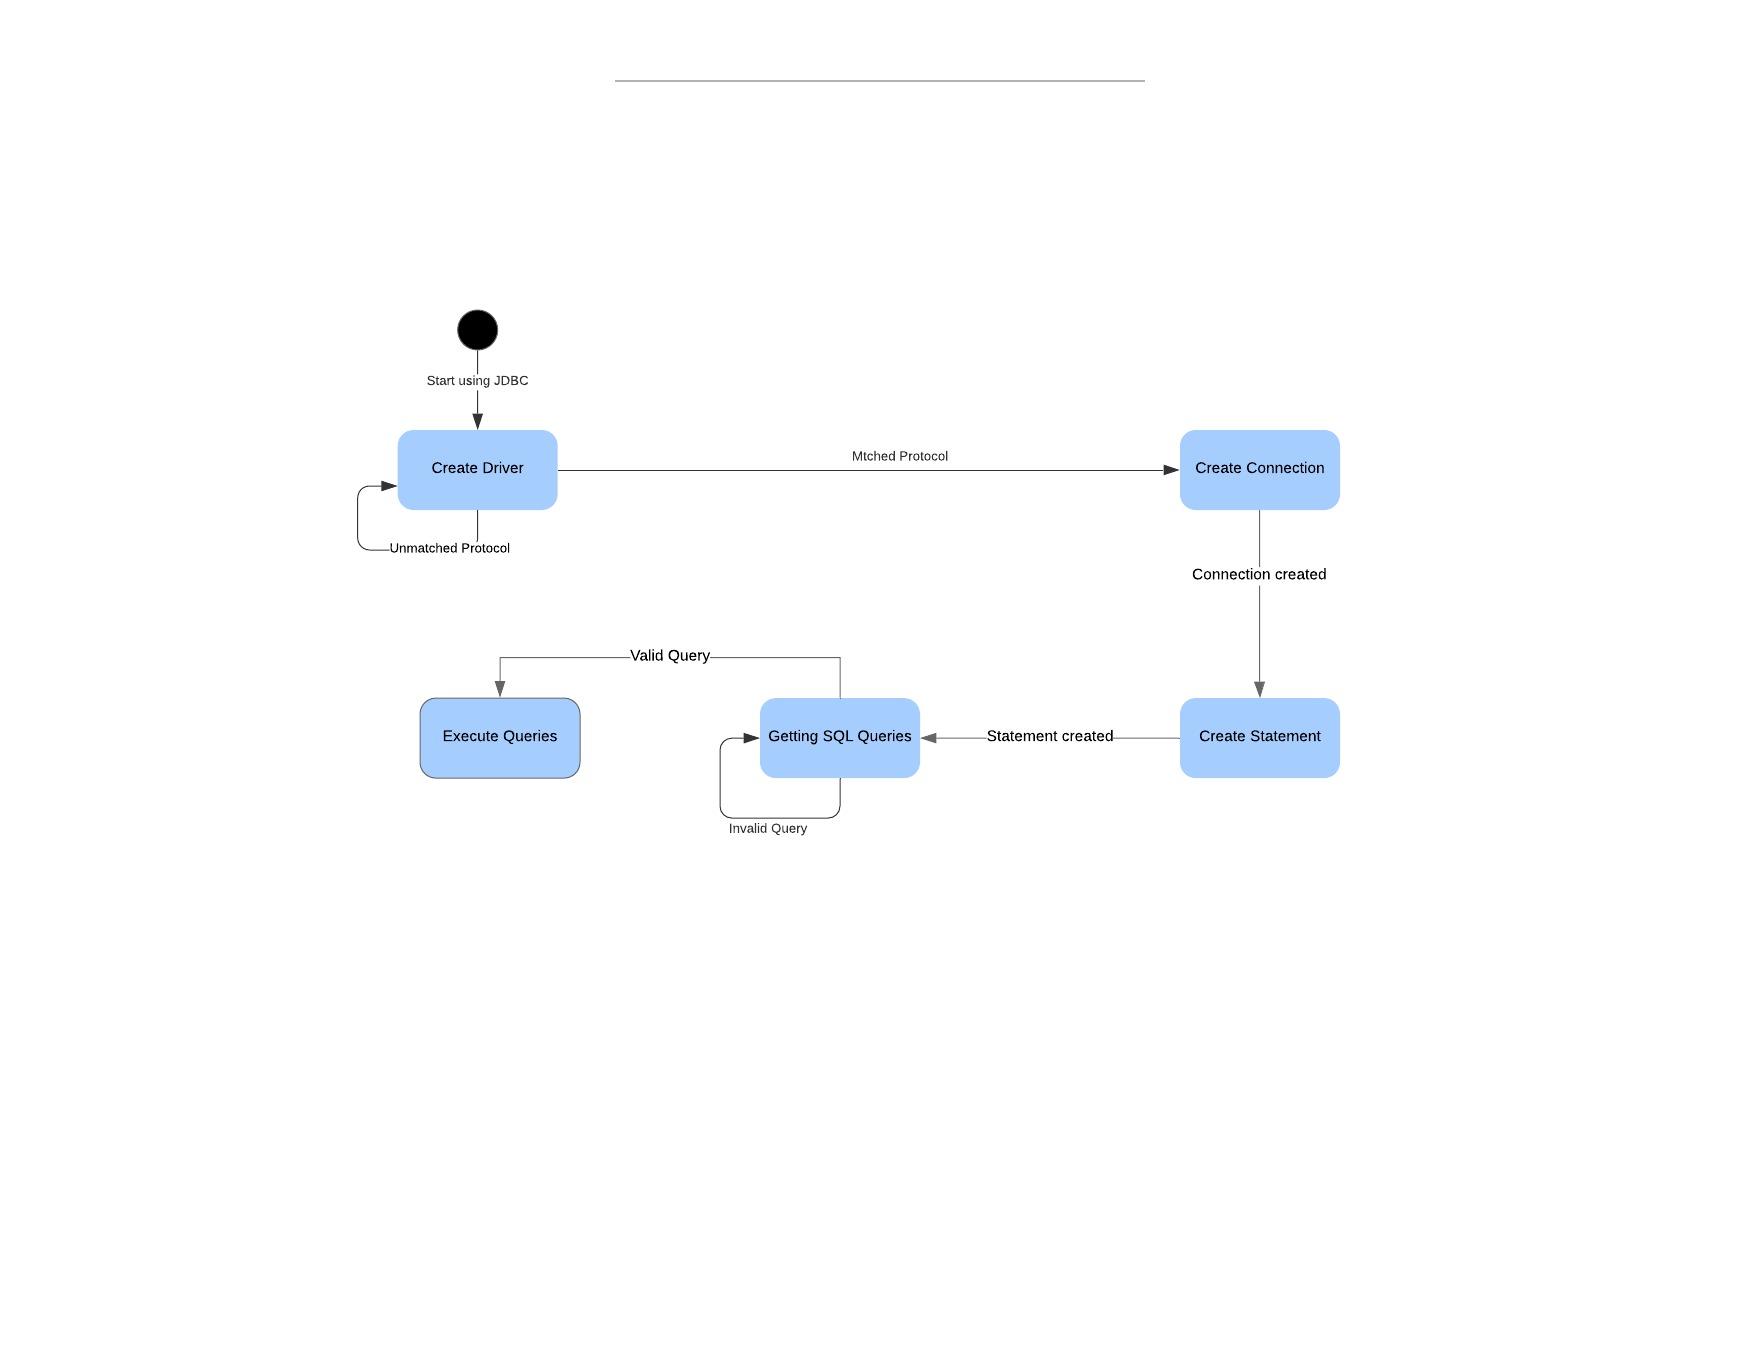 Start using JDBC
Create Driver
Mtched Protocol
Create Connection
Unmatched Protocol
Connection created
Valid Query
Execute Queries
Getting SQL Queries
Statement created
Create Statement
Invalid Query